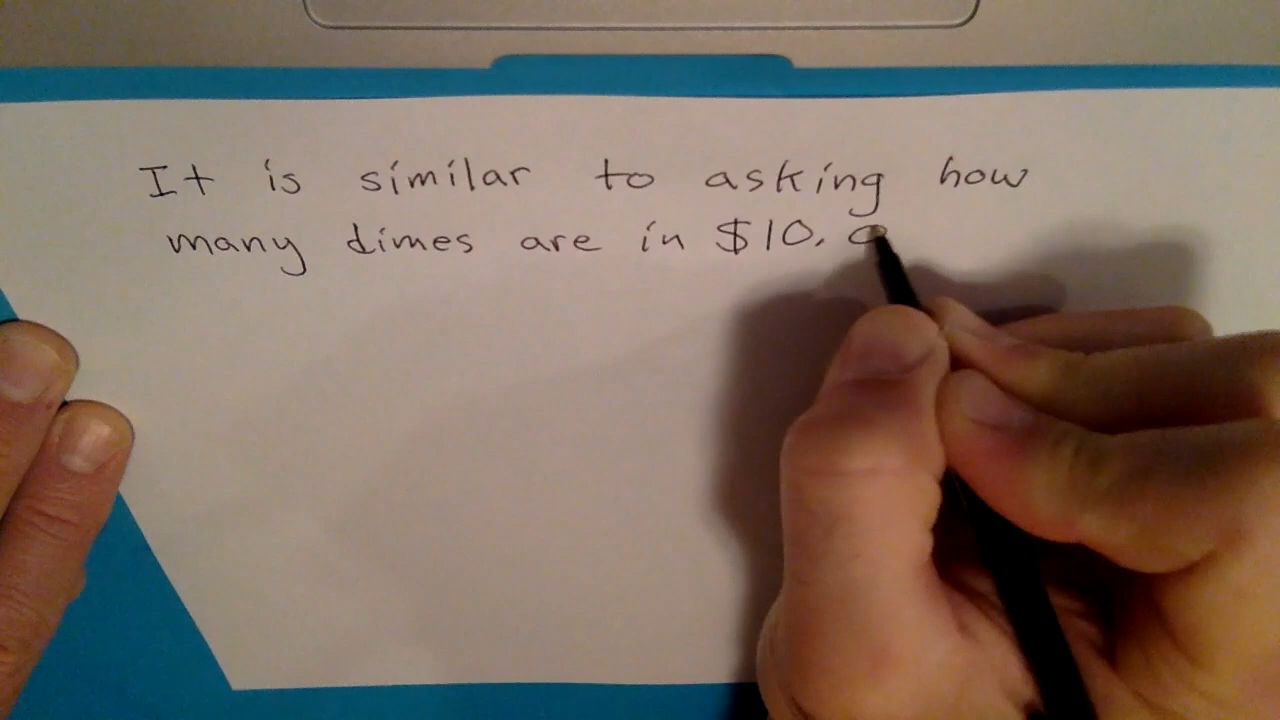 It is similar to asking how
many dimes are in $10.